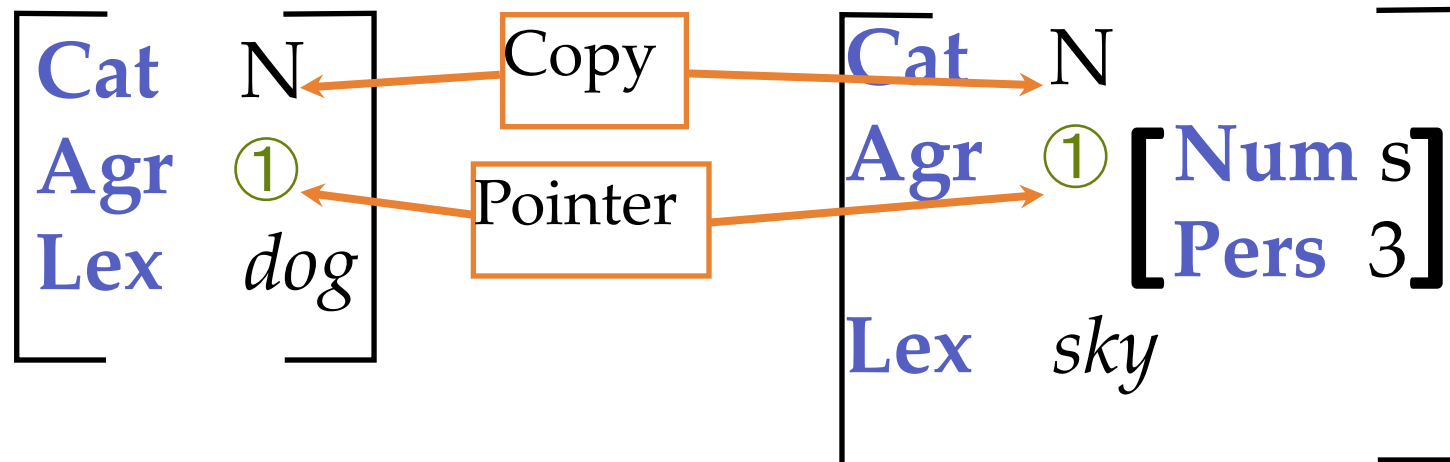 Cat N
Agr ①
Lex dog
Copy
Pointer
Cat N
Agr ① [Num s
Pers 3]
Lex sky